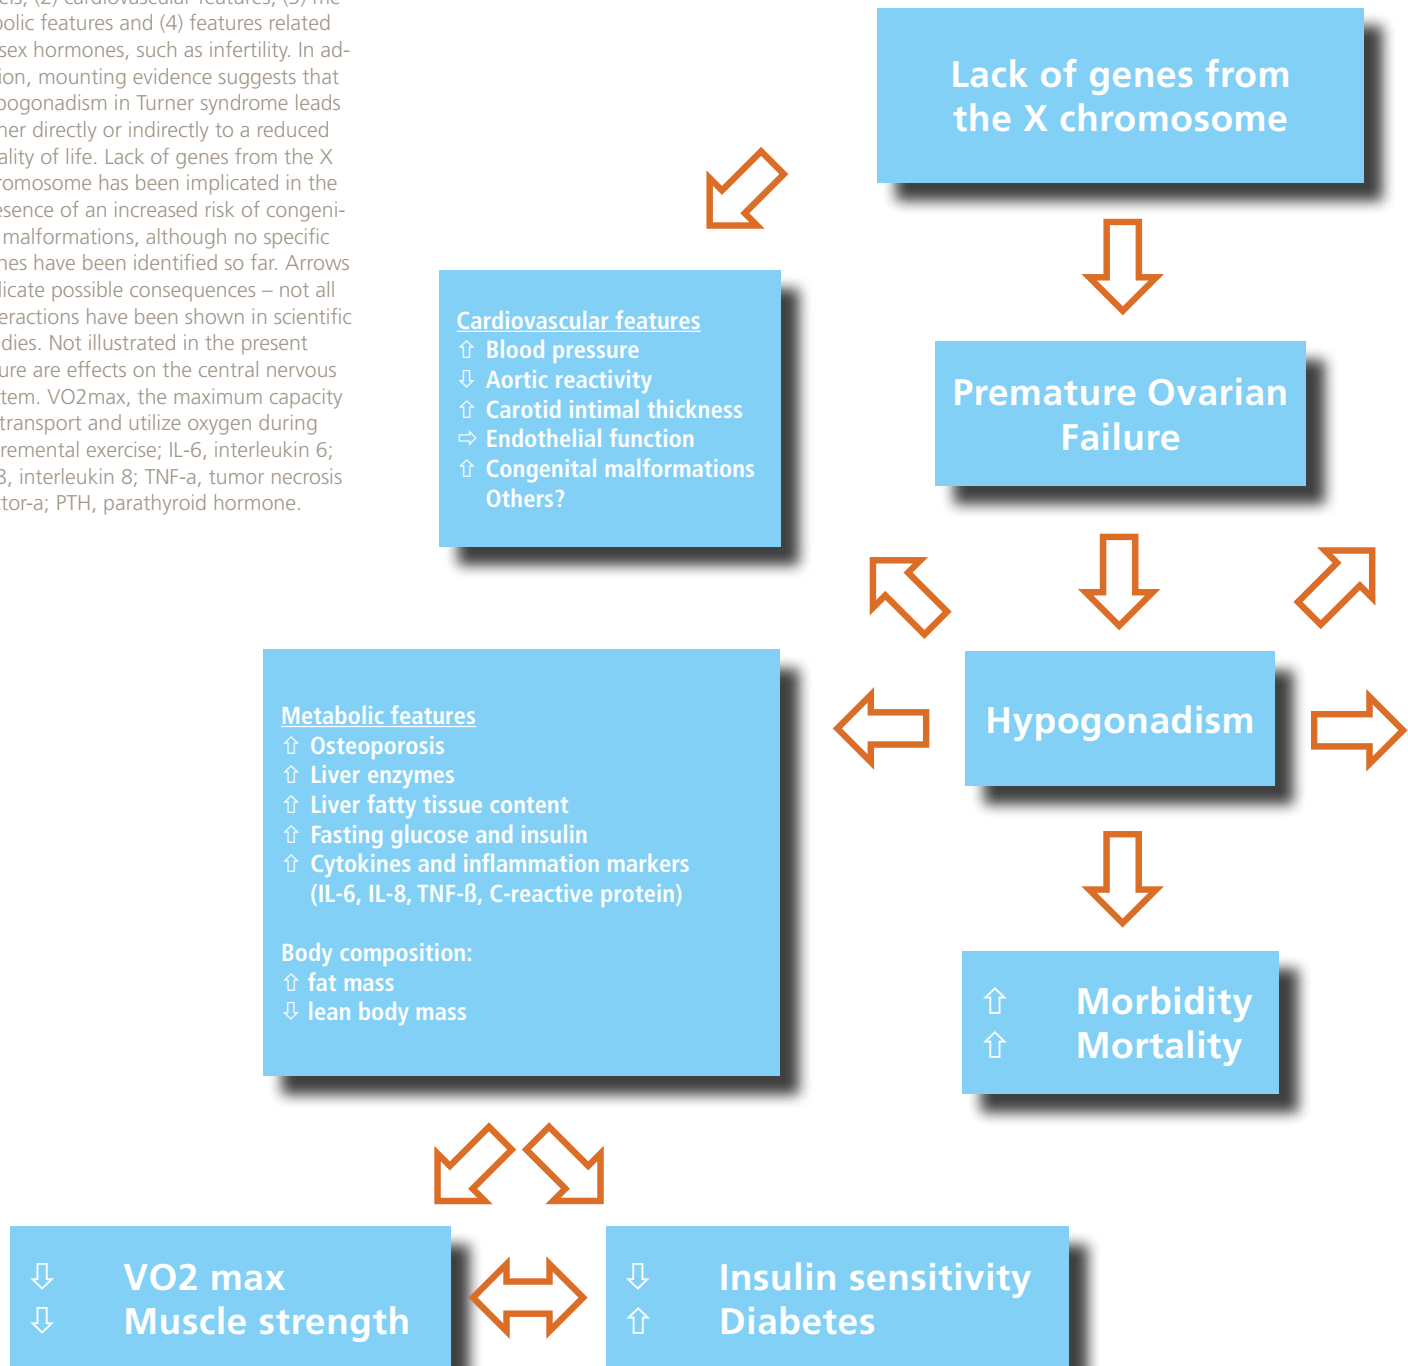 els, (2) cardiovascular features, (3) me-
bolic features and (4) features related
sex hormones, such as infertility. In ad-
ion, mounting evidence suggests that
pogonadism in Turner syndrome leads
her directly or indirectly to a reduced
ality of life. Lack of genes from the X
romosome has been implicated in the
esence of an increased risk of congeni-
malformations, although no specific
nes have been identified so far. Arrows
licate possible consequences – not all
eractions have been shown in scientific
dies. Not illustrated in the present
ure are effects on the central nervous
tem. VO2max, the maximum capacity
transport and utilize oxygen during
remental exercise; IL-6, interleukin 6;
8, interleukin 8; TNF-a, tumor necrosis
ctor-a; PTH, parathyroid hormone.
Lack of genes from
the X chromosome
Cardiovascular features
⇧ Blood pressure
⇩ Aortic reactivity
⇧ Carotid intimal thickness
⇨ Endothelial function
⇧ Congenital malformations
Others?
Premature Ovarian
Failure
Metabolic features
⇧ Osteoporosis
⇧ Liver enzymes
⇧ Liver fatty tissue content
⇧ Fasting glucose and insulin
⇧ Cytokines and inflammation markers
(IL-6, IL-8, TNF-ß, C-reactive protein)
Body composition:
⇧ fat mass
⇩ lean body mass
Hypogonadism
⇧ Morbidity
⇧ Mortality
⇩ VO2 max
⇩ Muscle strength
⇩ Insulin sensitivity
⇧ Diabetes